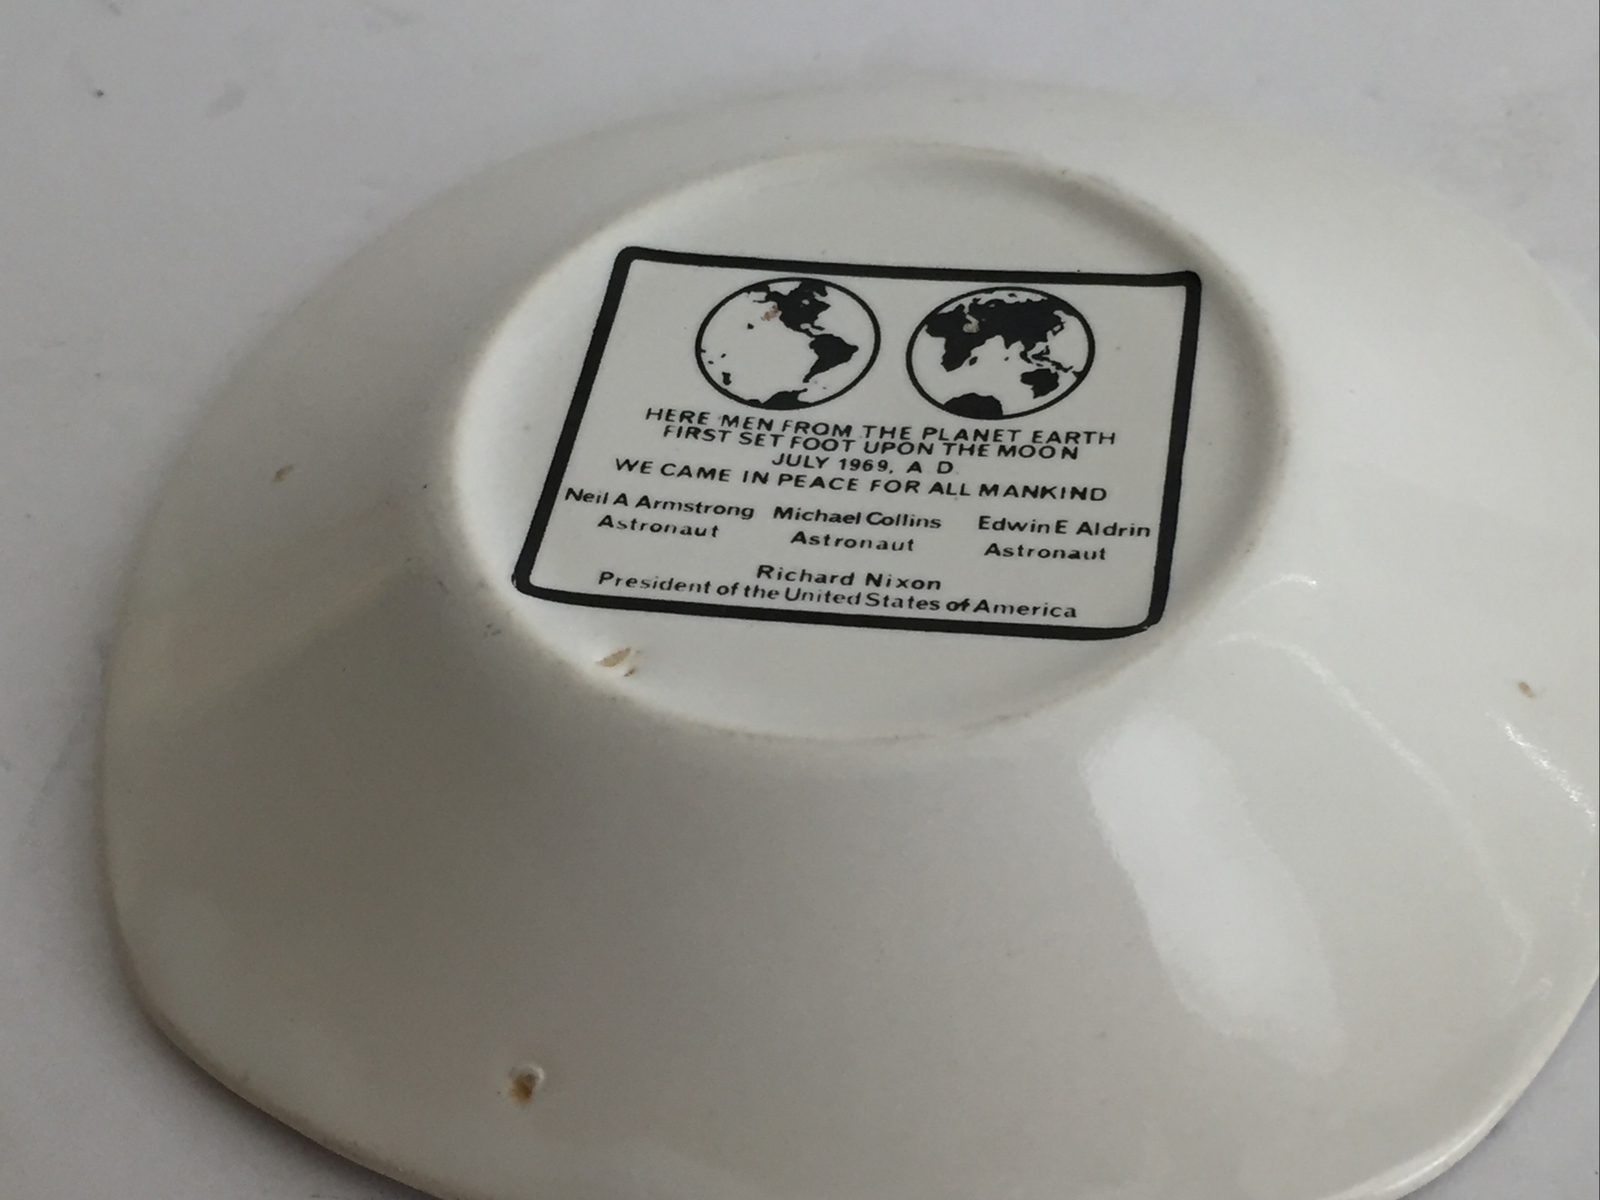 HERE MEN FROM THE PLANET EARTH
FIRST SET FOOT UPON THE MOON
JULY 1969, A D
WE CAME IN PEACE FOR ALL MANKIND
Neil A Armstrong Michael Collins Edwin E Aldrin
Astronaut Astronaut Astronaut
Richard Nixon
President of the United States of America